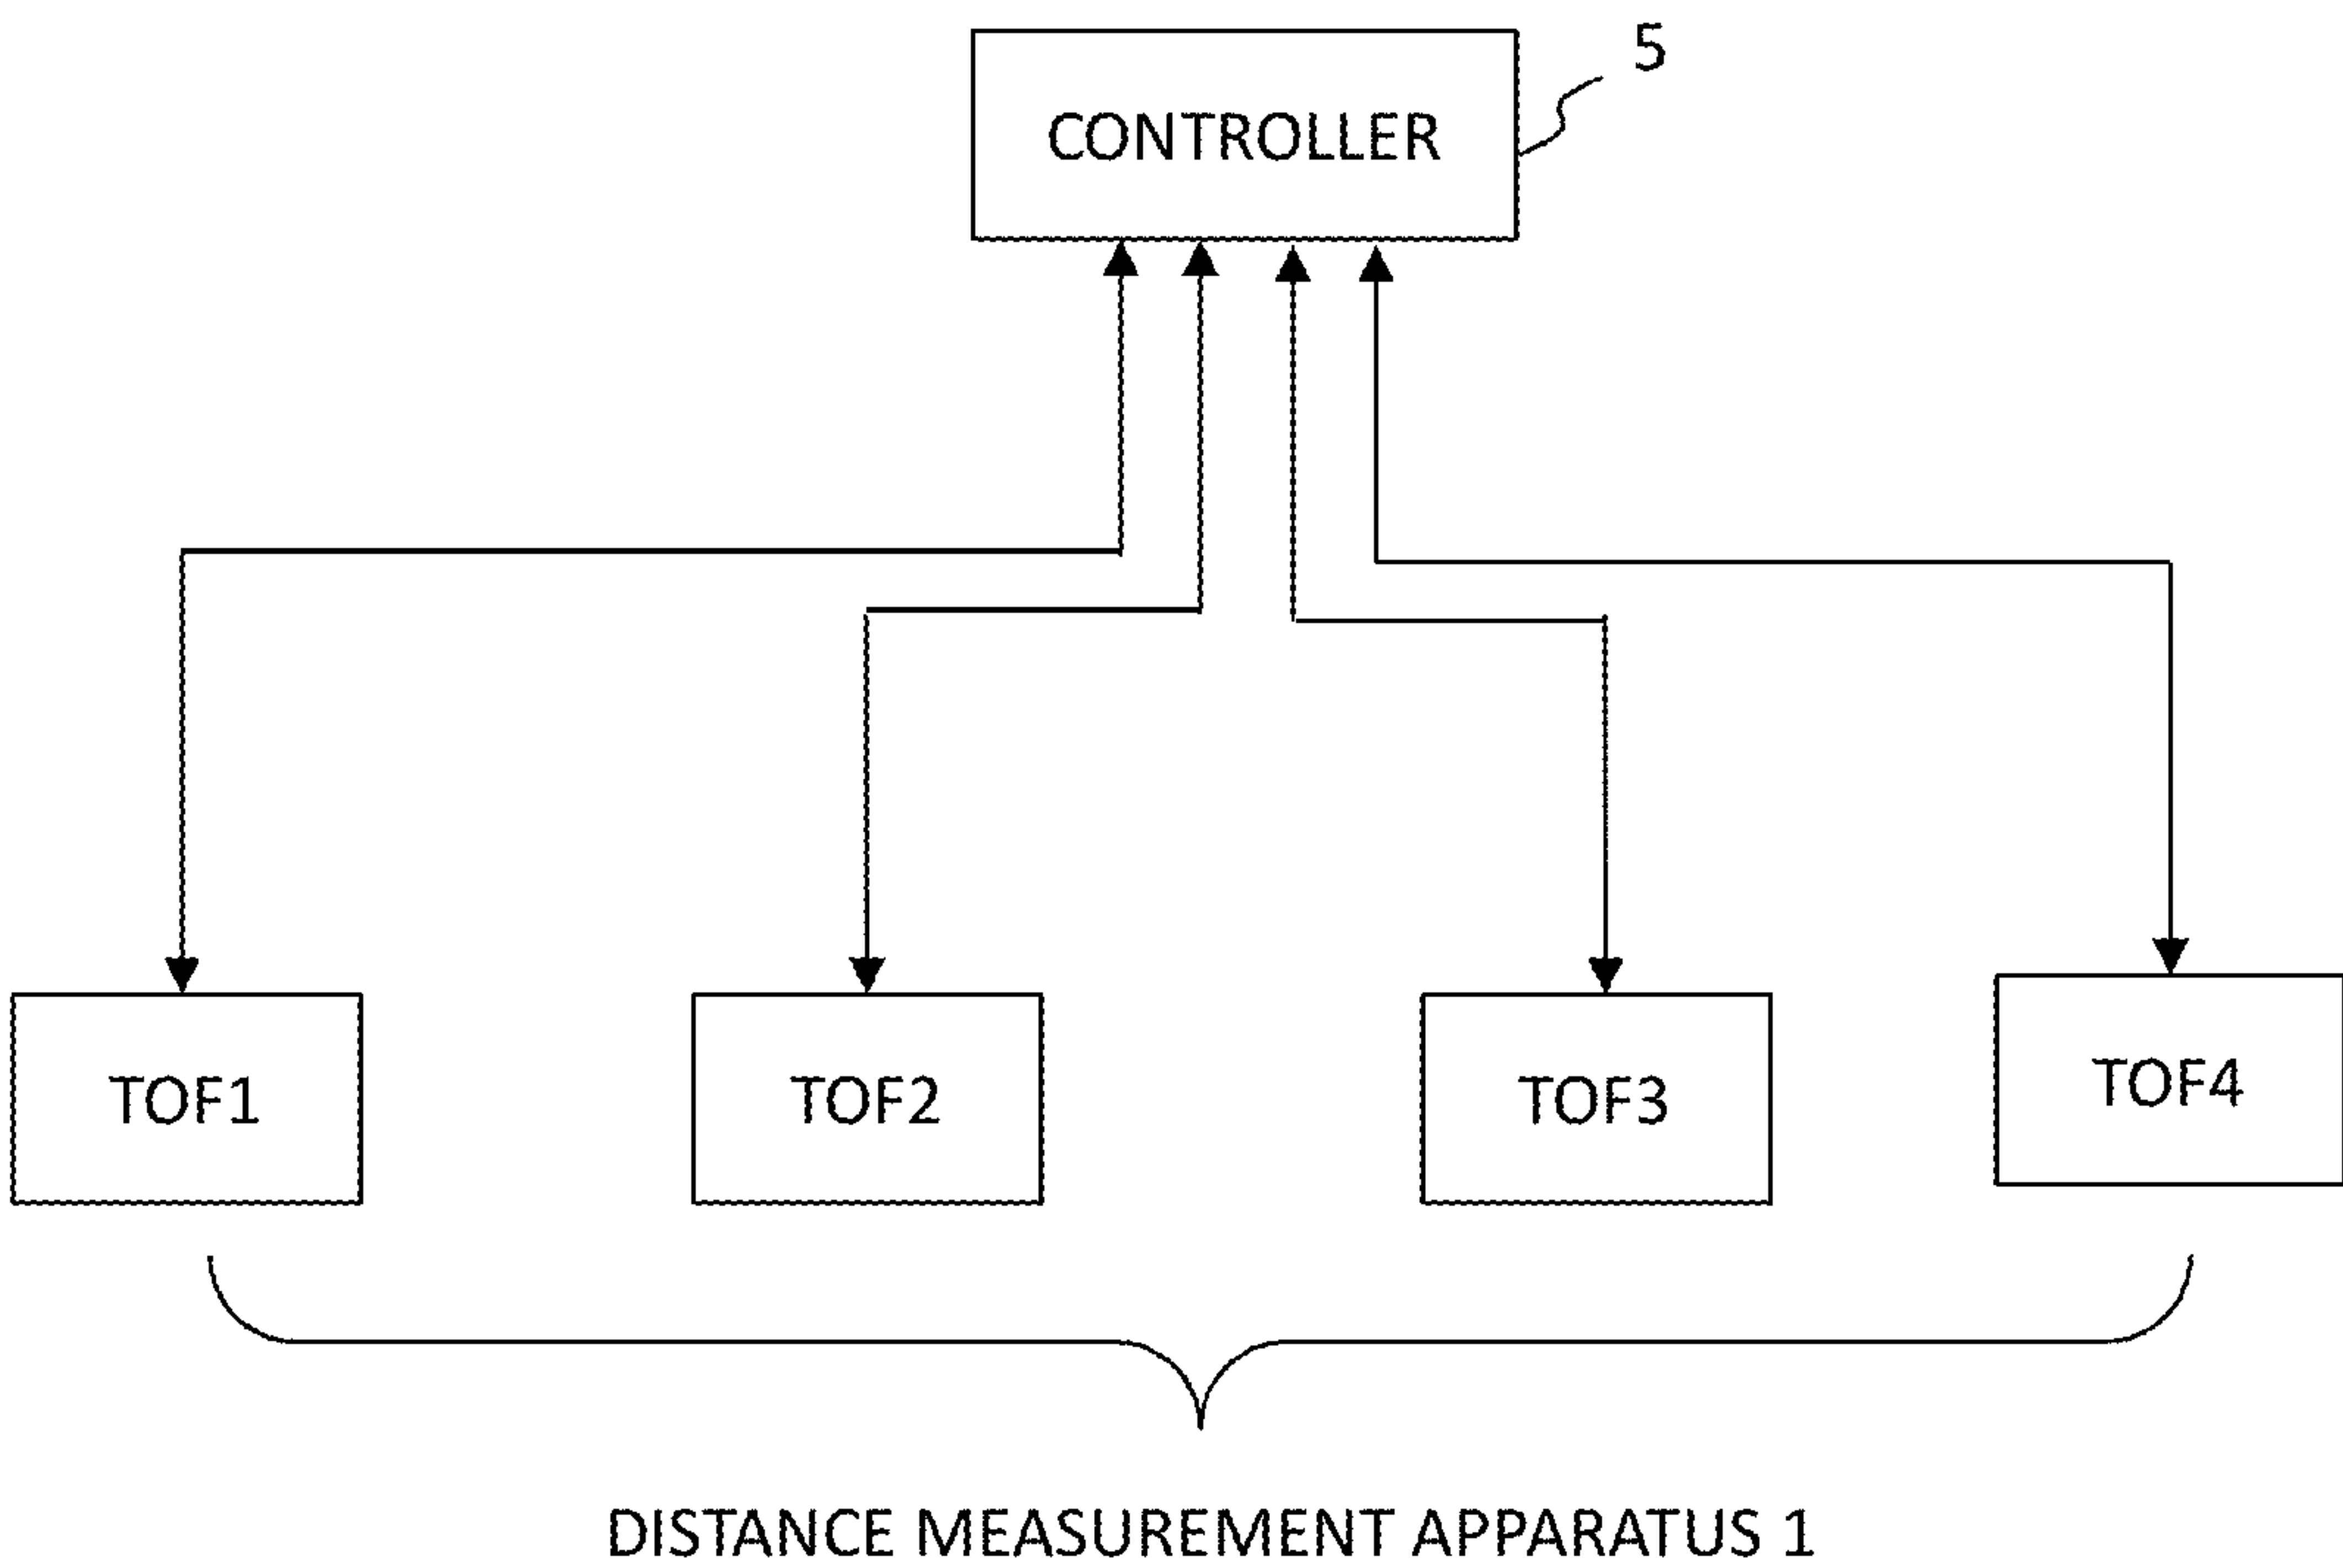 5
CONTROLLER
TOF1
TOF2
TOF3
TOF4
DISTANCE MEASUREMENT APPARATUS 1